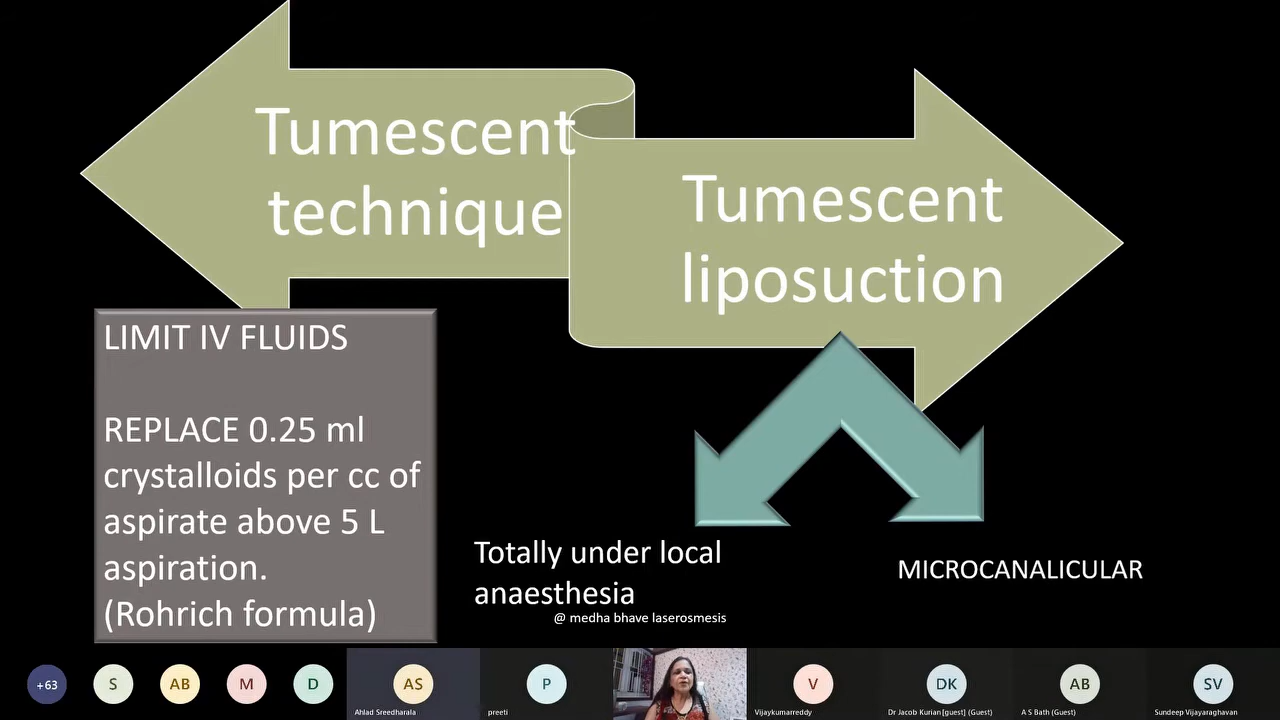 Tumescent
technique
Tumescent
liposuction
LIMIT IV FLUIDS
REPLACE 0.25 ml
crystalloids per cc of
aspirate above 5 L
aspiration.
(Rohrich formula)
Totally under local
anaesthesia
MICROCANALICULAR
@ medha bhave laserosmesis
+63
S
AB
M
D
AS
P
V
DK
AB
SV
Ahlad Sreedharala
preeti
Vijaykumarreddy
Dr Jacob Kurian[guest] (Guest)
A S Bath (Guest)
Sundeep Vijayaraghavan